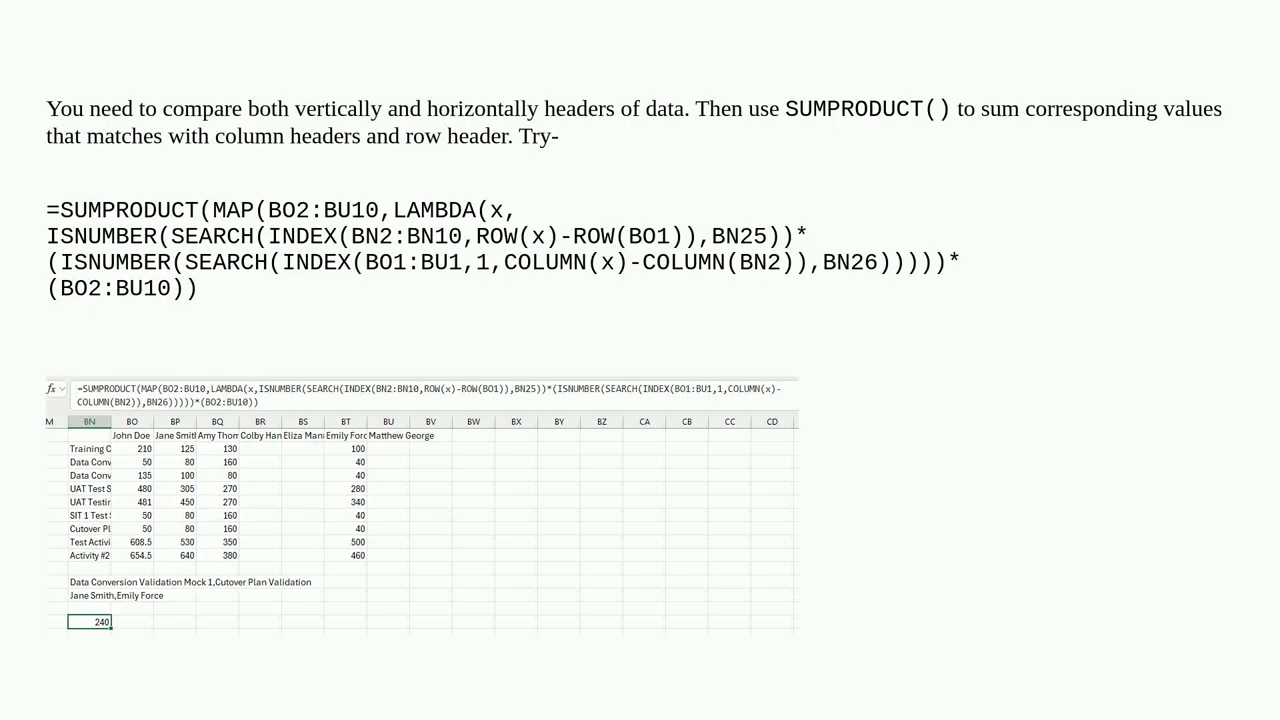 You need to compare both vertically and horizontally headers of data. Then use SUMPRODUCT() to sum corresponding values
that matches with column headers and row header. Try-
=SUMPRODUCT(MAP(BO2:BU10,LAMBDA(x,
ISNUMBER(SEARCH(INDEX(BN2:BN10,ROW(x)-ROW(BO1)),BN25))*
(ISNUMBER(SEARCH(INDEX(BO1:BU1,1,COLUMN(x)-COLUMN(BN2)),BN26)))))*
(BO2:BU10))
fx =SUMPRODUCT(MAP(BO2:BU10,LAMBDA(x,ISNUMBER(SEARCH(INDEX(BN2:BN10,ROW(x)-ROW(BO1)),BN25))*(ISNUMBER(SEARCH(INDEX(BO1:BU1,1,COLUMN(x)-
COLUMN(BN2)),BN26)))))*(BO2:BU10))
M BN BO BP BQ BR BS BT BU BV BW BX BY BZ CA CB CC CD
John Doe Jane Smit Amy Thom Colby Han Eliza Man Emily Forc Matthew George
Training C 210 125 130 100
Data Conv 50 80 160 40
Data Conv 135 100 80 40
UAT Test S 480 305 270 280
UAT Testin 481 450 270 340
SIT 1 Test 50 80 160 40
Cutover Pl 50 80 160 40
Test Activi 608.5 530 350 500
Activity #2 654.5 640 380 460
Data Conversion Validation Mock 1,Cutover Plan Validation
Jane Smith,Emily Force
240